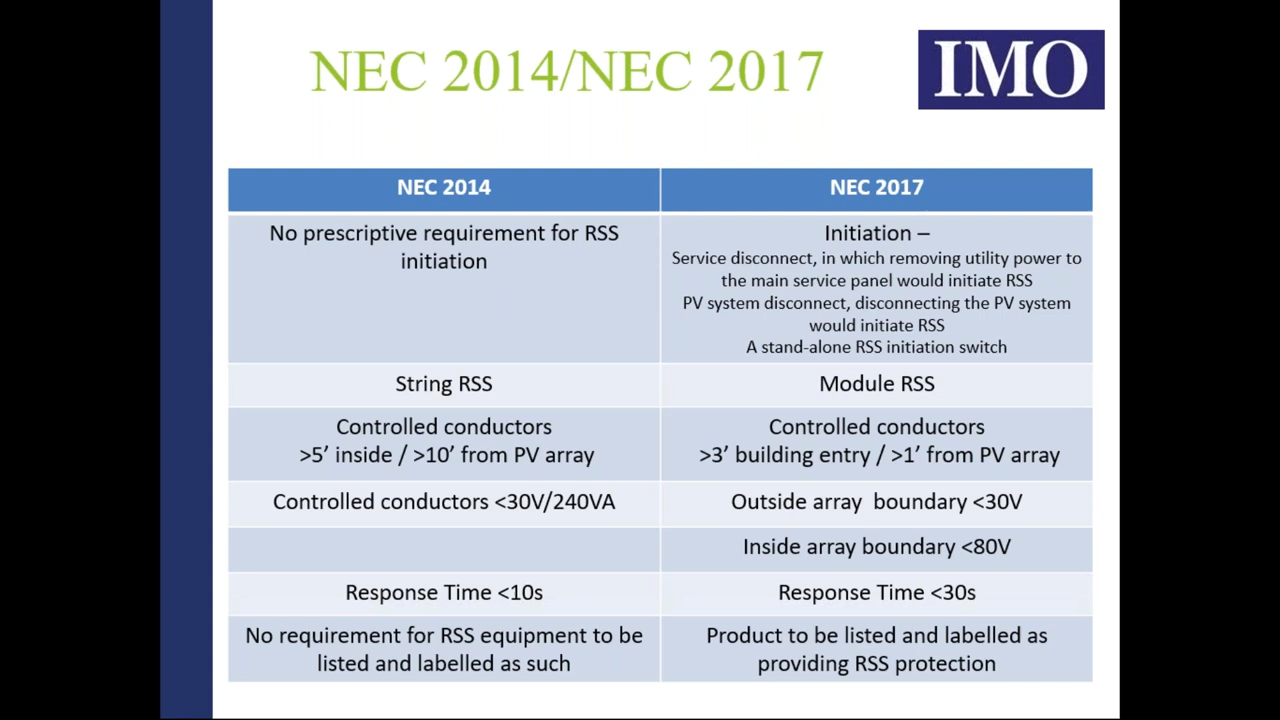 NEC 2014/NEC 2017
IMO
NEC 2014
NEC 2017
No prescriptive requirement for RSS
initiation
Initiation –
Service disconnect, in which removing utility power to
the main service panel would initiate RSS
PV system disconnect, disconnecting the PV system
would initiate RSS
A stand-alone RSS initiation switch
String RSS
Module RSS
Controlled conductors
>5’ inside / >10’ from PV array
Controlled conductors
>3’ building entry / >1’ from PV array
Controlled conductors <30V/240VA
Outside array boundary <30V
Inside array boundary <80V
Response Time <10s
Response Time <30s
No requirement for RSS equipment to be
listed and labelled as such
Product to be listed and labelled as
providing RSS protection